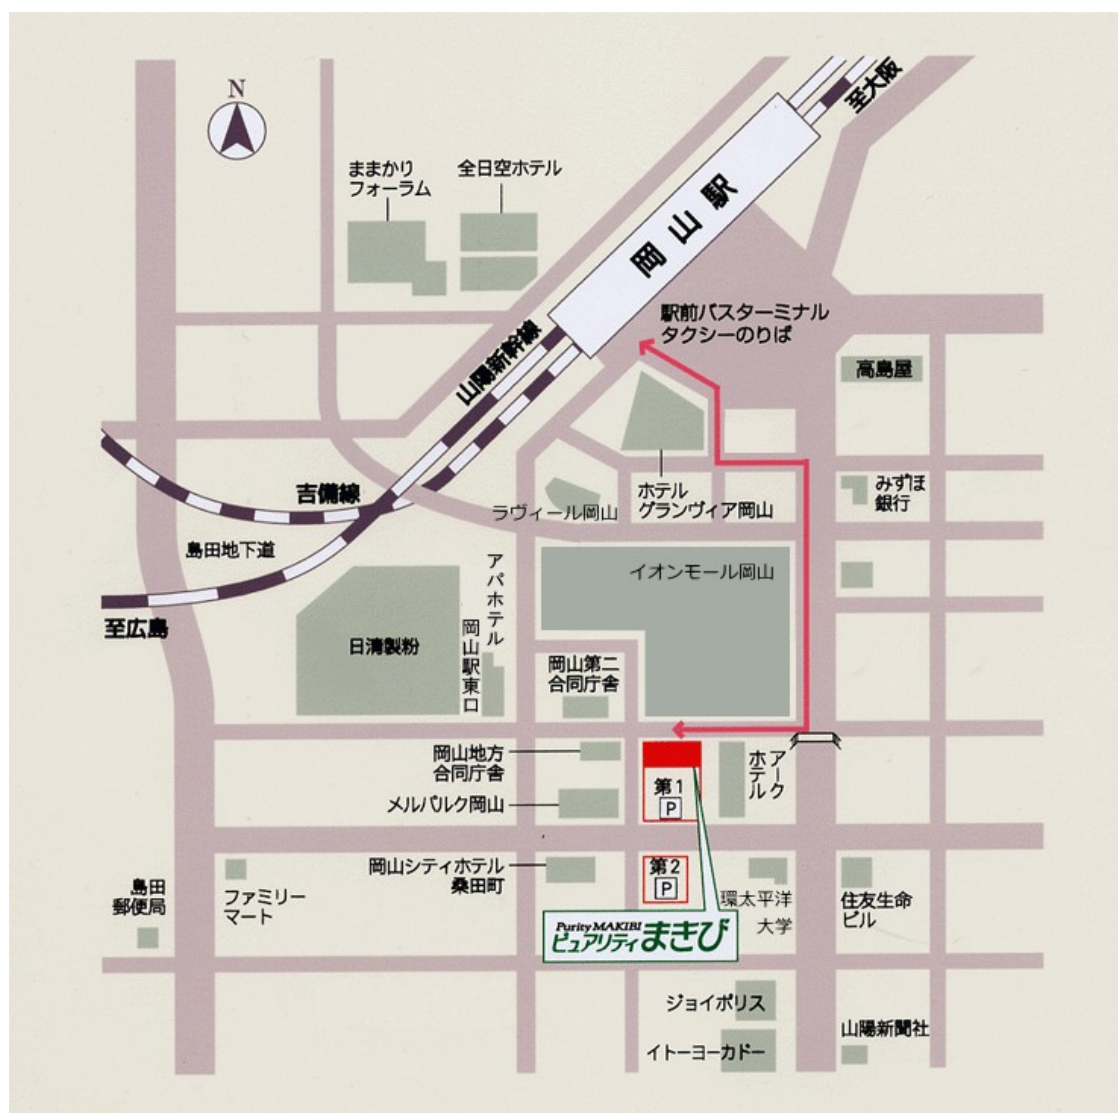 N
至大阪
ままかり
フォーラム
全日空ホテル
岡山駅
駅前バスターミナル
タクシーのりば
山陽新幹線
高島屋
吉備線
ホテル
グランヴィア岡山
みずほ
銀行
ラヴィール岡山
島田地下道
アパホテル
岡山駅東口
イオンモール岡山
至広島
日清製粉
岡山第二
合同庁舎
岡山地方
合同庁舎
アーク
ホテル
第1
P
メルパルク岡山
岡山シティホテル
桑田町
第2
P
島田
郵便局
ファミリー
マート
環太平洋
大学
住友生命
ビル
Purity MAKIBI
ピュアリティまきび
ジョイポリス
山陽新聞社
イトーヨーカドー